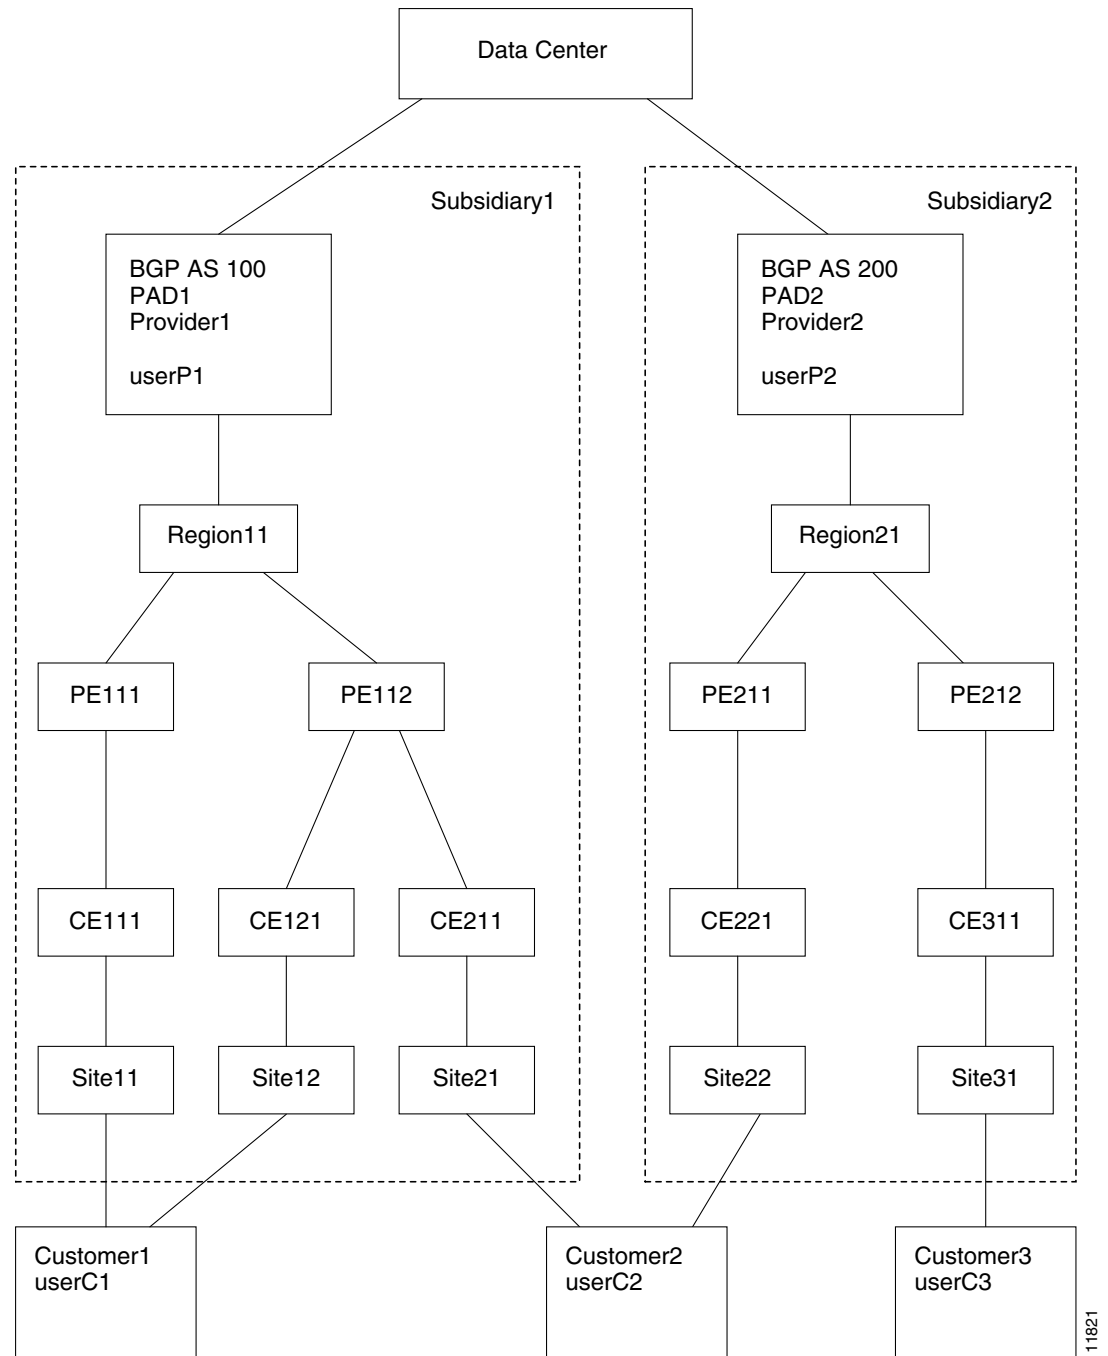 Data Center
Subsidiary1
Subsidiary2
BGP AS 100
PAD1
Provider1
userP1
BGP AS 200
PAD2
Provider2
userP2
Region11
Region21
PE111
PE112
PE211
PE212
CE111
CE121
CE211
CE221
CE311
Site11
Site12
Site21
Site22
Site31
Customer1
userC1
Customer2
userC2
Customer3
userC3
11821